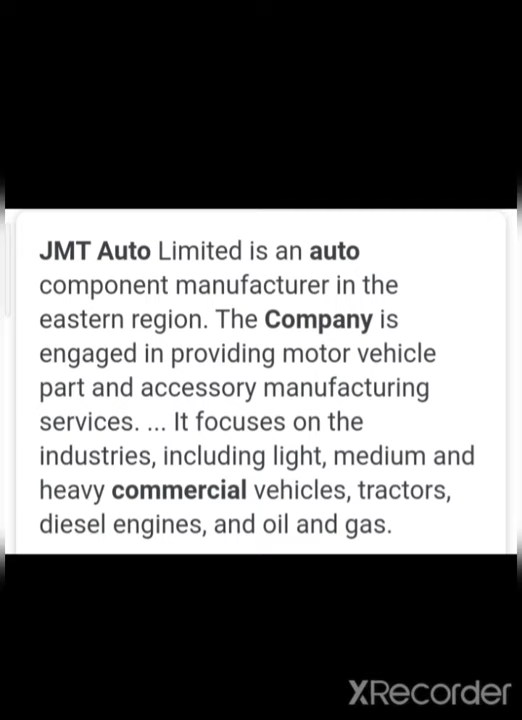 JMT Auto Limited is an auto
component manufacturer in the
eastern region. The Company is
engaged in providing motor vehicle
part and accessory manufacturing
services. ... It focuses on the
industries, including light, medium and
heavy commercial vehicles, tractors,
diesel engines, and oil and gas.
XRecorder